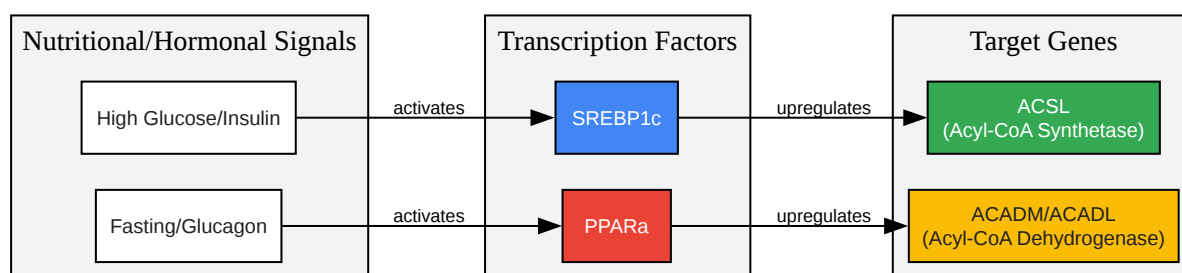 Nutritional/Hormonal Signals
Transcription Factors
Target Genes
High Glucose/Insulin
activates
SREBP1c
upregulates
ACSL
(Acyl-CoA Synthetase)
Fasting/Glucagon
activates
PPARa
upregulates
ACADM/ACADL
(Acyl-CoA Dehydrogenase)